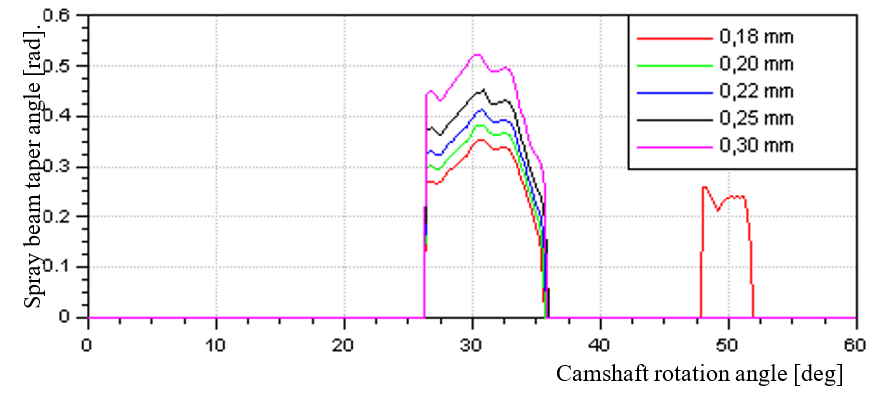 Spray beam taper angle [rad].
0.6
0.5
0.4
0.3
0.2
0.1
0
0 10 20 30 40 50 60
Camshaft rotation angle [deg]
0,18 mm
0,20 mm
0,22 mm
0,25 mm
0,30 mm